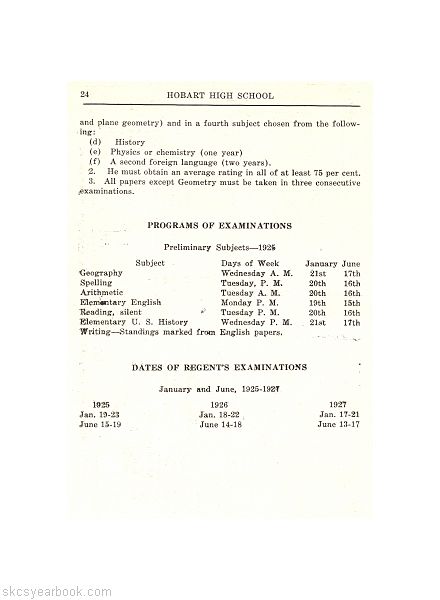 24 HOBART HIGH SCHOOL
and plane geometry) and in a fourth subject chosen from the follow-
ing:
(d) History
(e) Physics or chemistry (one year)
(f) A second foreign language (two years).
2. He must obtain an average rating in all of at least 75 per cent.
3. All papers except Geometry must be taken in three consecutive
examinations.
PROGRAMS OF EXAMINATIONS
Preliminary Subjects—1925
Subject Days of Week January June
Geography Wednesday A. M. 21st 17th
Spelling Tuesday, P. M. 20th 16th
Arithmetic Tuesday A. M. 20th 16th
Elementary English Monday P. M. 19th 15th
Reading, silent Tuesday P. M. 20th 16th
Elementary U. S. History Wednesday P. M. 21st 17th
Writing—Standings marked from English papers.
DATES OF REGENT'S EXAMINATIONS
January and June, 1925-1927
1925 1926 1927
Jan. 19-23 Jan. 18-22 Jan. 17-21
June 15-19 June 14-18 June 13-17
skcsyearbook.com